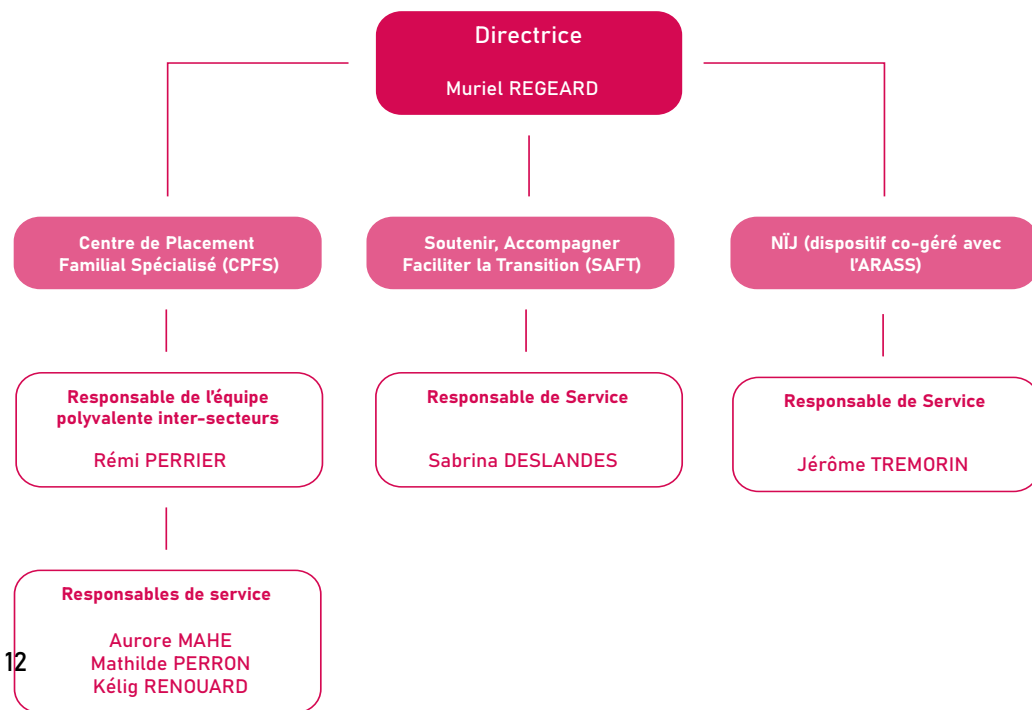 Directrice
Muriel REGEARD
Centre de Placement
Familial Spécialisé (CPFS)
Soutenir, Accompagner
Faciliter la Transition (SAFT)
NÏJ (dispositif co-géré avec
l'ARASS)
Responsable de l'équipe
polyvalente inter-secteurs
Rémi PERRIER
Responsable de Service
Sabrina DESLANDES
Responsable de Service
Jérôme TREMORIN
Responsables de service
Aurore MAHE
Mathilde PERRON
Kélig RENOUARD
12